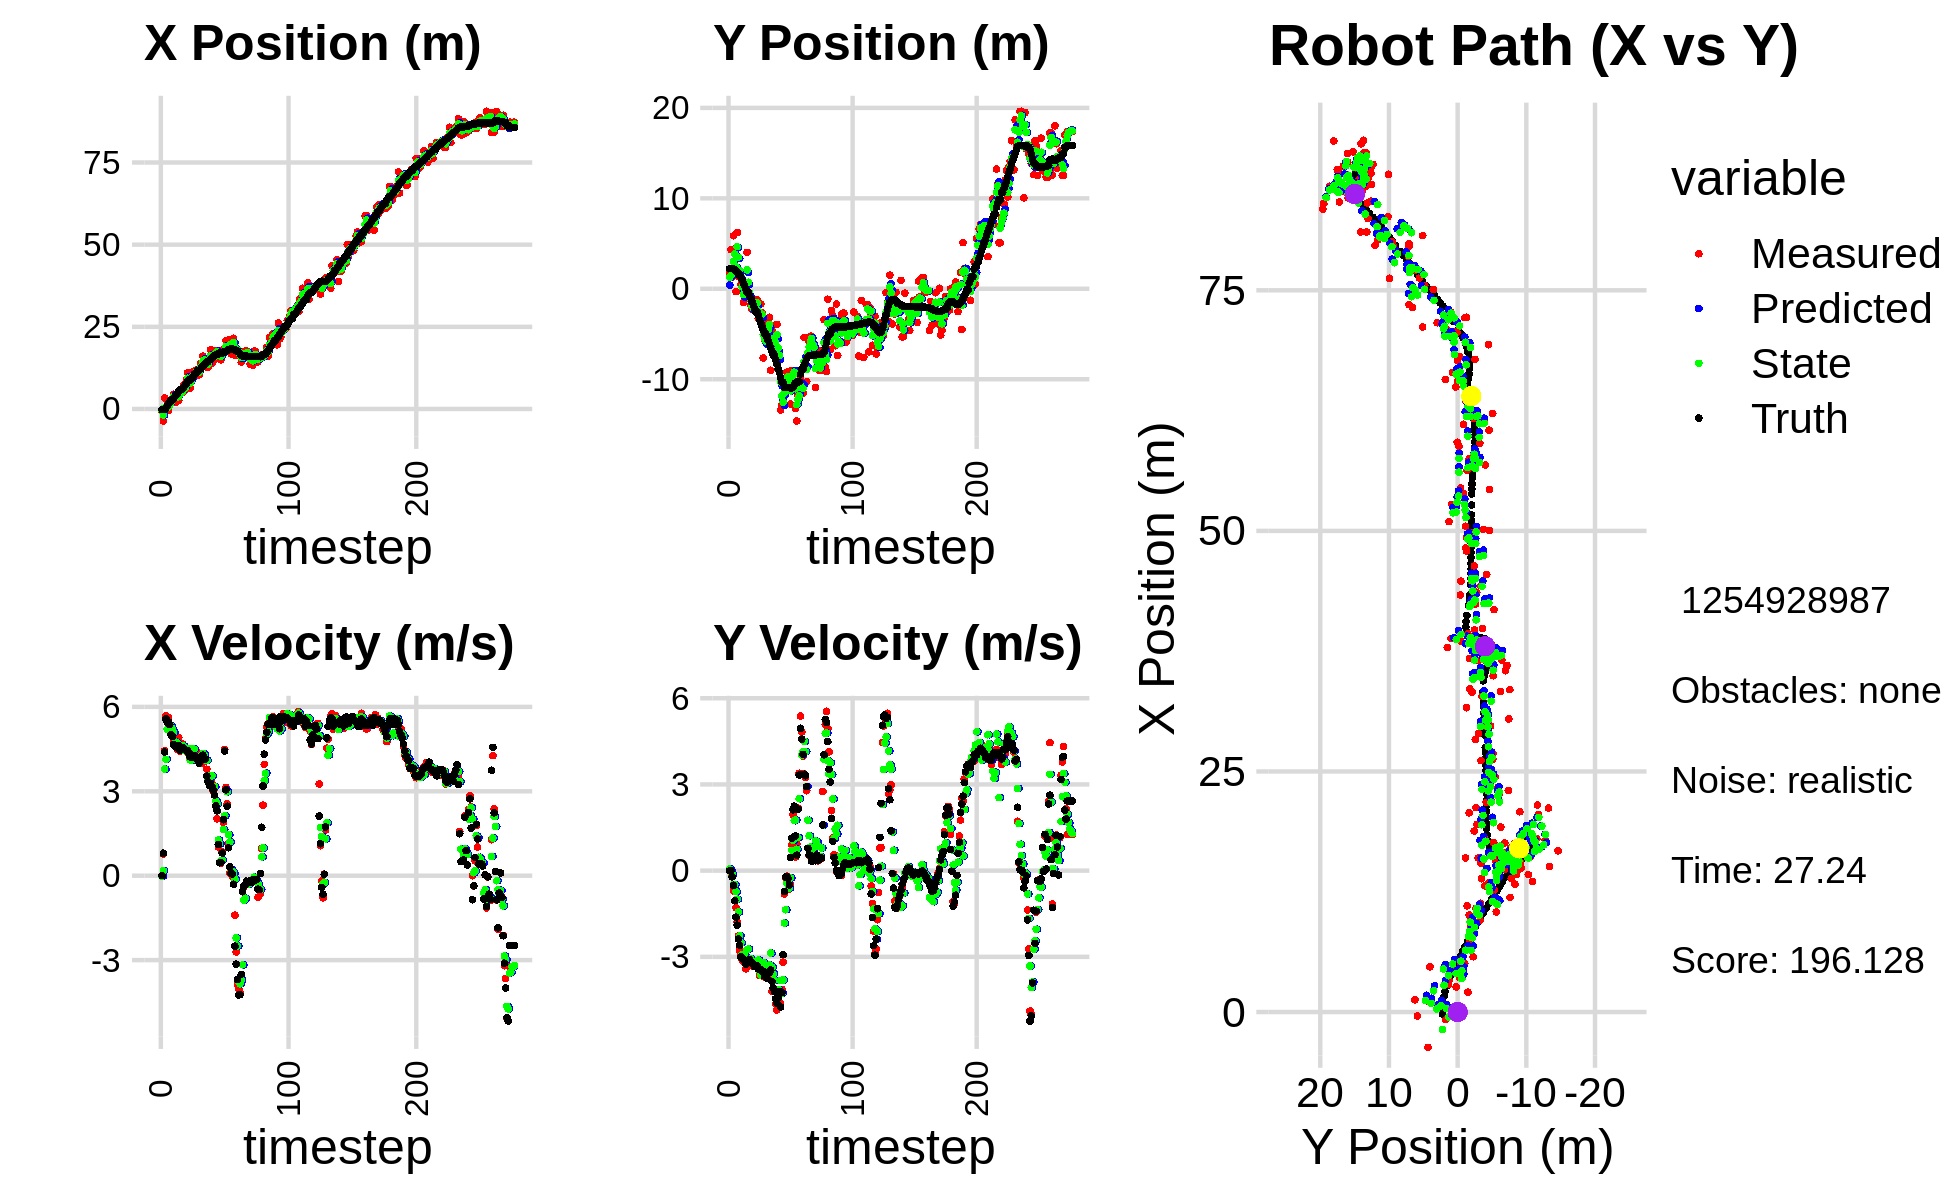 X Position (m)
75
50
25
0
0
100
200
timestep
Y Position (m)
20
10
0
-10
0
100
200
timestep
X Velocity (m/s)
6
3
0
-3
0
100
200
timestep
Y Velocity (m/s)
6
3
0
-3
0
100
200
timestep
Robot Path (X vs Y)
X Position (m)
75
50
25
0
20 10 0 -10 -20
Y Position (m)
variable
Measured
Predicted
State
Truth
1254928987
Obstacles: none
Noise: realistic
Time: 27.24
Score: 196.128